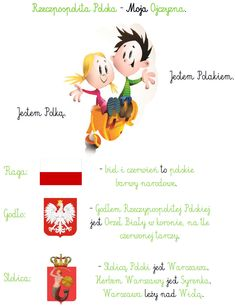 Rzeczpospolita Polska - Moja Ojczyzna.
Jestem Polakiem.
Jestem Polką.
Flaga:
- biel i czerwień to polskie
barwy narodowe.
Godło:
- Godłem Rzeczypospolitej Polskiej
jest Orzeł Biały w koronie, na tle
czerwonej tarczy.
Stolica:
- Stolicą Polski jest Warszawa.
Herbem Warszawy jest Syrenka,
Warszawa leży nad Wisłą.